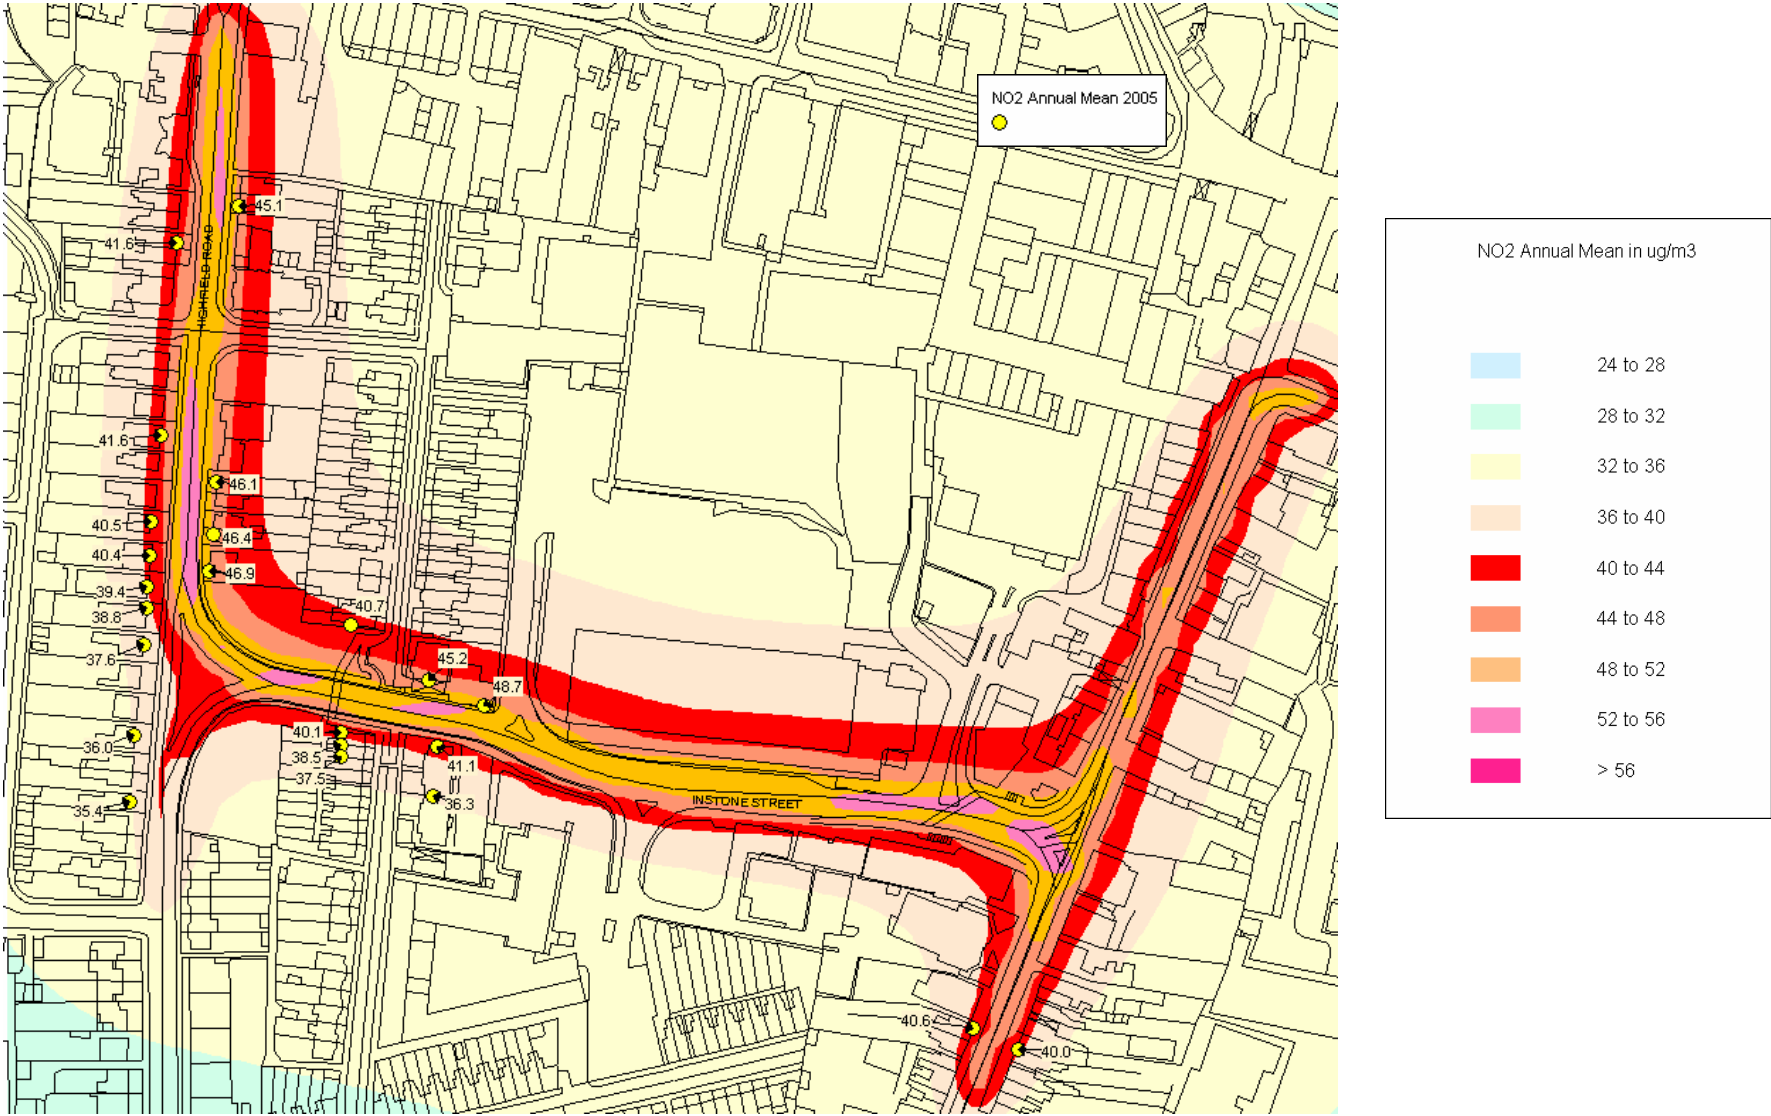 NO2 Annual Mean 2005
45.1
41.6
HIGHFIELD ROAD
41.6
46.1
40.5
46.4
40.4
46.9
39.4
40.7
38.8
37.6
45.2
48.7
40.1
36.0
38.5
41.1
37.5
36.3
35.4
INSTONE STREET
40.6
40.0
NO2 Annual Mean in ug/m3
24 to 28
28 to 32
32 to 36
36 to 40
40 to 44
44 to 48
48 to 52
52 to 56
> 56